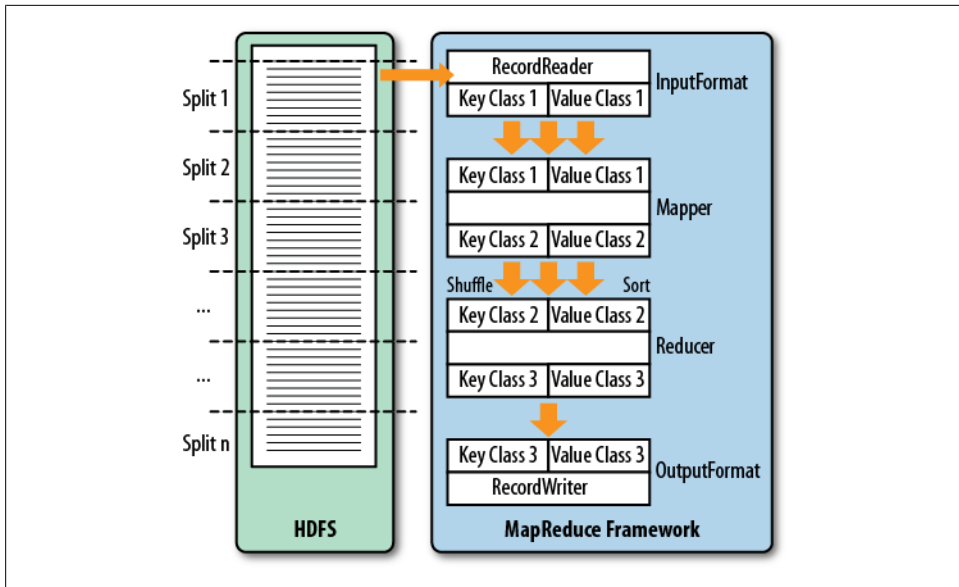 Split 1
Split 2
Split 3
...
...
Split n
HDFS
RecordReader
Key Class 1 Value Class 1
InputFormat
Key Class 1 Value Class 1
Mapper
Key Class 2 Value Class 2
Shuffle Sort
Key Class 2 Value Class 2
Reducer
Key Class 3 Value Class 3
Key Class 3 Value Class 3
OutputFormat
RecordWriter
MapReduce Framework